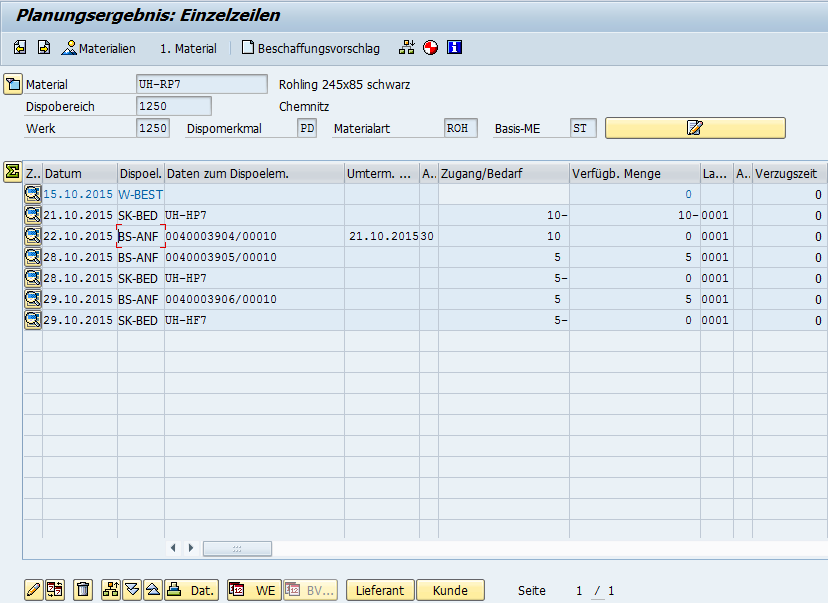 Planungsergebnis: Einzelzeilen
Materialien 1. Material Beschaffungsvorschlag
Material UH-RP7 Rohling 245x85 schwarz
Dispobereich 1250 Chemnitz
Werk 1250 Dispomerkmal PD Materialart ROH Basis-ME ST
Z.. Datum Dispoel. Daten zum Dispoelem. Umterm. ... A.. Zugang/Bedarf Verfügb. Menge La... A.. Verzugszeit
15.10.2015 W-BEST 0 0
21.10.2015 SK-BED UH-HP7 10- 10- 0001 0
22.10.2015 BS-ANF 0040003904/00010 21.10.2015 30 10 0 0001 0
28.10.2015 BS-ANF 0040003905/00010 5 5 0001 0
28.10.2015 SK-BED UH-HP7 5- 0 0001 0
29.10.2015 BS-ANF 0040003906/00010 5 5 0001 0
29.10.2015 SK-BED UH-HF7 5- 0 0001 0
Dat. WE BV... Lieferant Kunde Seite 1 / 1